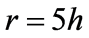 r = 5h